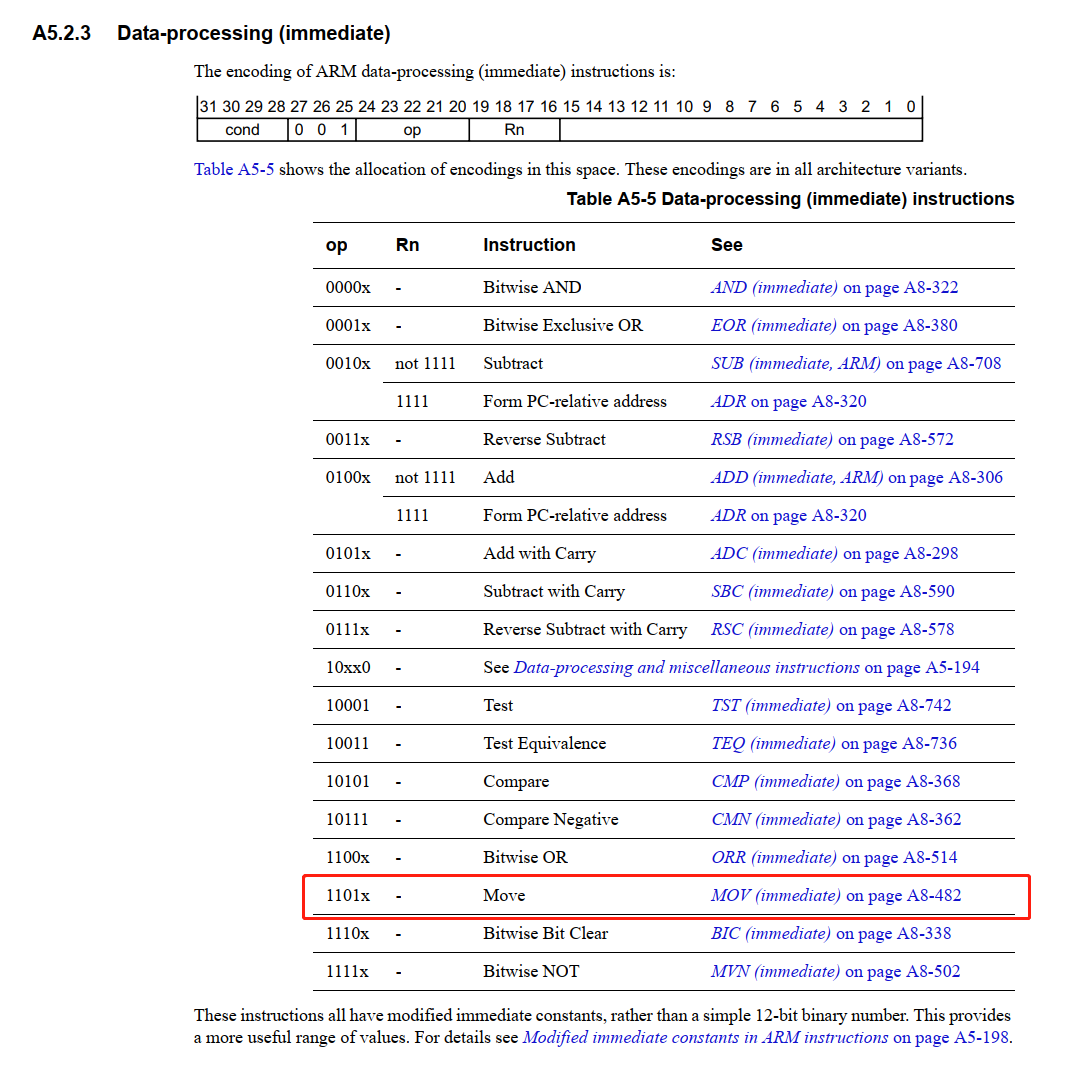 A5.2.3 Data-processing (immediate)
The encoding of ARM data-processing (immediate) instructions is:
31 30 29 28 27 26 25 24 23 22 21 20 19 18 17 16 15 14 13 12 11 10 9 8 7 6 5 4 3 2 1 0
cond 0 0 1 op Rn
Table A5-5 shows the allocation of encodings in this space. These encodings are in all architecture variants.
Table A5-5 Data-processing (immediate) instructions
op Rn Instruction See
0000x - Bitwise AND AND (immediate) on page A8-322
0001x - Bitwise Exclusive OR EOR (immediate) on page A8-380
0010x not 1111 Subtract SUB (immediate, ARM) on page A8-708
1111 Form PC-relative address ADR on page A8-320
0011x - Reverse Subtract RSB (immediate) on page A8-572
0100x not 1111 Add ADD (immediate, ARM) on page A8-306
1111 Form PC-relative address ADR on page A8-320
0101x - Add with Carry ADC (immediate) on page A8-298
0110x - Subtract with Carry SBC (immediate) on page A8-590
0111x - Reverse Subtract with Carry RSC (immediate) on page A8-578
10xx0 - See Data-processing and miscellaneous instructions on page A5-194
10001 - Test TST (immediate) on page A8-742
10011 - Test Equivalence TEQ (immediate) on page A8-736
10101 - Compare CMP (immediate) on page A8-368
10111 - Compare Negative CMN (immediate) on page A8-362
1100x - Bitwise OR ORR (immediate) on page A8-514
1101x - Move MOV (immediate) on page A8-482
1110x - Bitwise Bit Clear BIC (immediate) on page A8-338
1111x - Bitwise NOT MVN (immediate) on page A8-502
These instructions all have modified immediate constants, rather than a simple 12-bit binary number. This provides
a more useful range of values. For details see Modified immediate constants in ARM instructions on page A5-198.